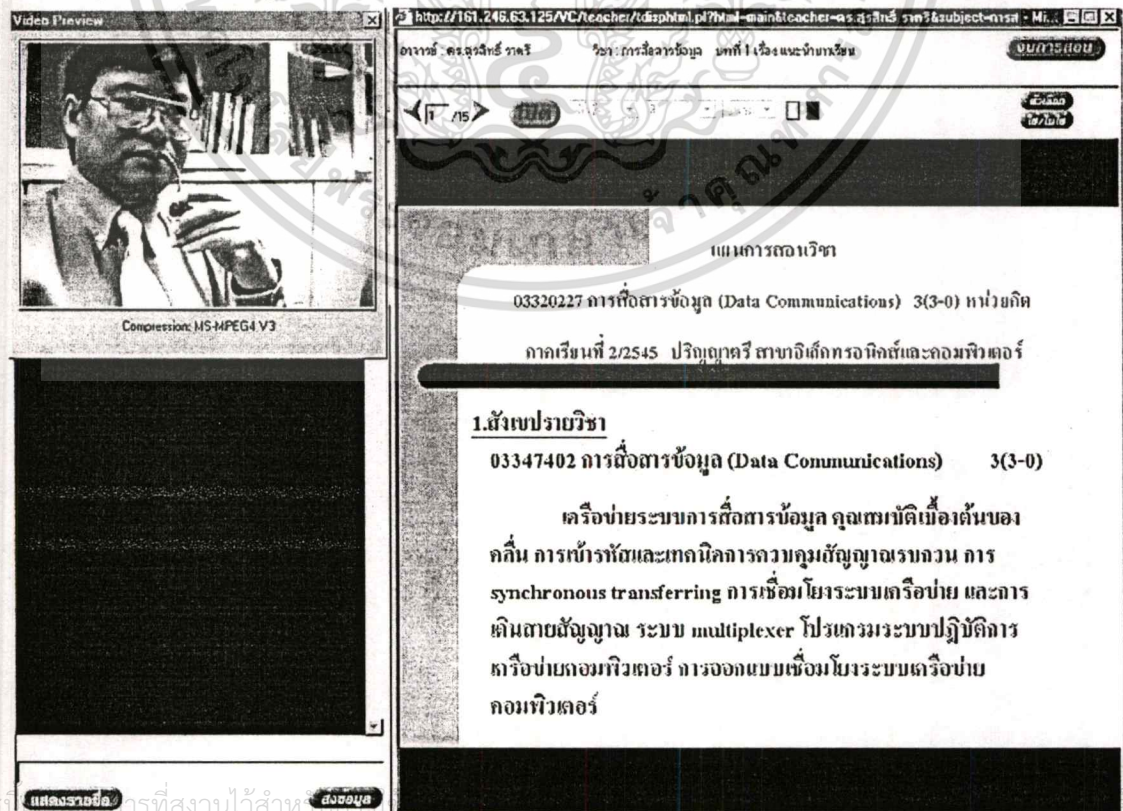 Video Preview
Compression: MS-MPEG4 V3
แสดงรายชื่อ
ส่งข้อมูล
http://161.246.63.125/VC/teacher/tdisphtml.pl?html=main&teacher=ดร.สุรสิทธิ์ ราตรี&subject=การส - Mi...
อาจารย์ : ดร.สุรสิทธิ์ ราตรี วิชา : การสื่อสารข้อมูล บทที่ 1 เรื่อง แนะนำบทเรียน
จบการสอน
1 /15
ตัวเลือก
ใช้/ไม่ใช้
แผนการสอนวิชา
03320227 การสื่อสารข้อมูล (Data Communications) 3(3-0) หน่วยกิต
ภาคเรียนที่ 2/2545 ปริญญาตรี สาขาอิเล็กทรอนิกส์และคอมพิวเตอร์
1.สังเขปรายวิชา
03347402 การสื่อสารข้อมูล (Data Communications) 3(3-0)
เครือข่ายระบบการสื่อสารข้อมูล คุณสมบัติเบื้องต้นของ
คลื่น การเข้ารหัสและเทคนิคการควบคุมสัญญาณรบกวน การ
synchronous transferring การเชื่อมโยงระบบเครือข่าย และการ
เดินสายสัญญาณ ระบบ multiplexer โปรแกรมระบบปฏิบัติการ
เครือข่ายคอมพิวเตอร์ การออกแบบเชื่อมโยงระบบเครือข่าย
คอมพิวเตอร์